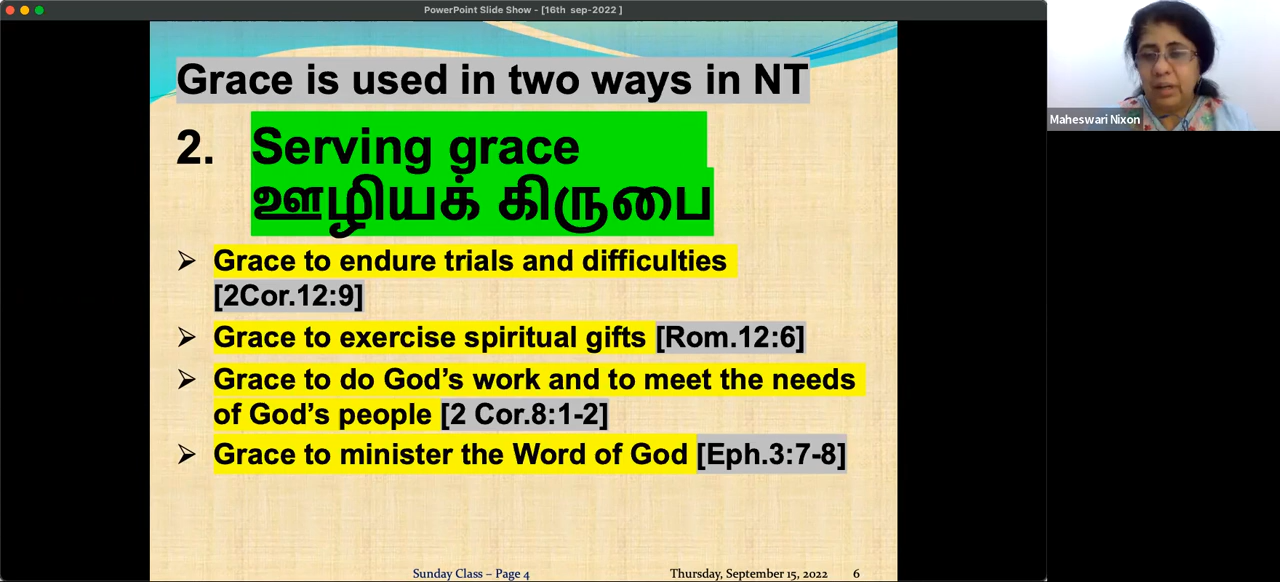 PowerPoint Slide Show - [16th sep-2022 ]
Grace is used in two ways in NT
2. Serving grace
ஊழியக் கிருபை
➢ Grace to endure trials and difficulties
[2Cor.12:9]
➢ Grace to exercise spiritual gifts [Rom.12:6]
➢ Grace to do God’s work and to meet the needs
of God’s people [2 Cor.8:1-2]
➢ Grace to minister the Word of God [Eph.3:7-8]
Sunday Class – Page 4 Thursday, September 15, 2022 6
Maheswari Nixon